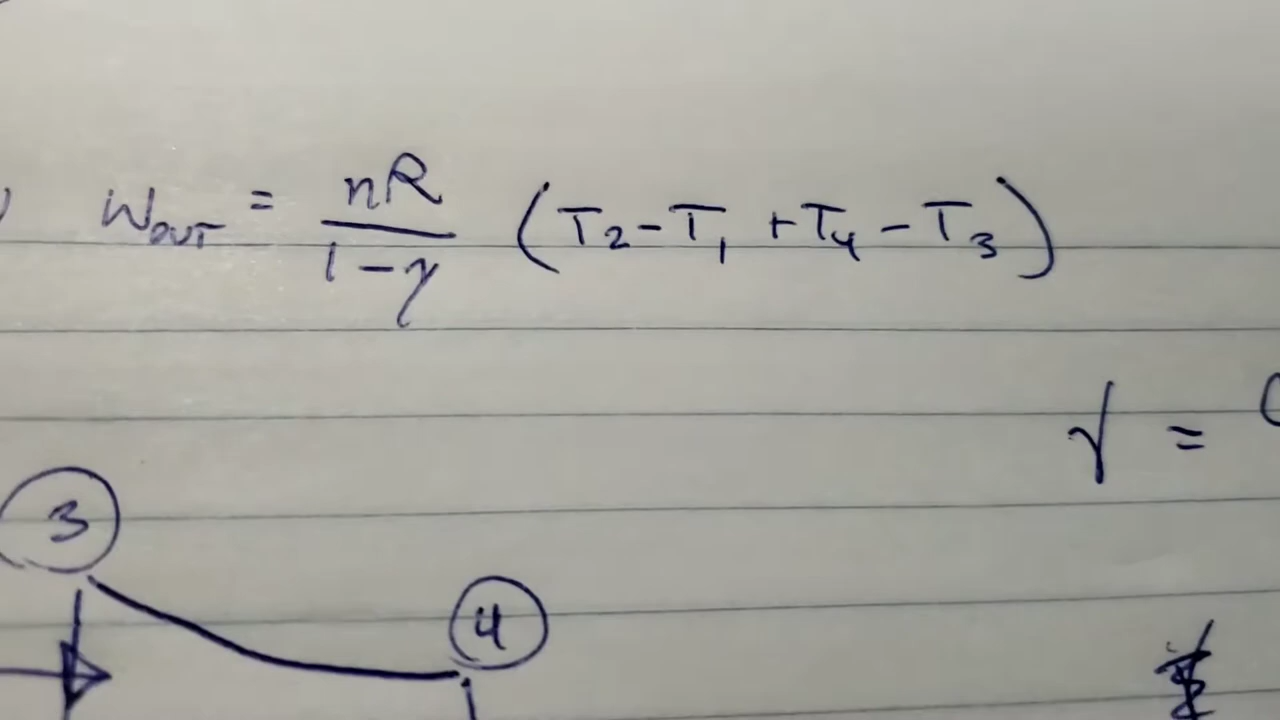 ) W_OUT = nR / 1 - γ (T₂ - T₁ + T₄ - T₃)
γ =
3
4